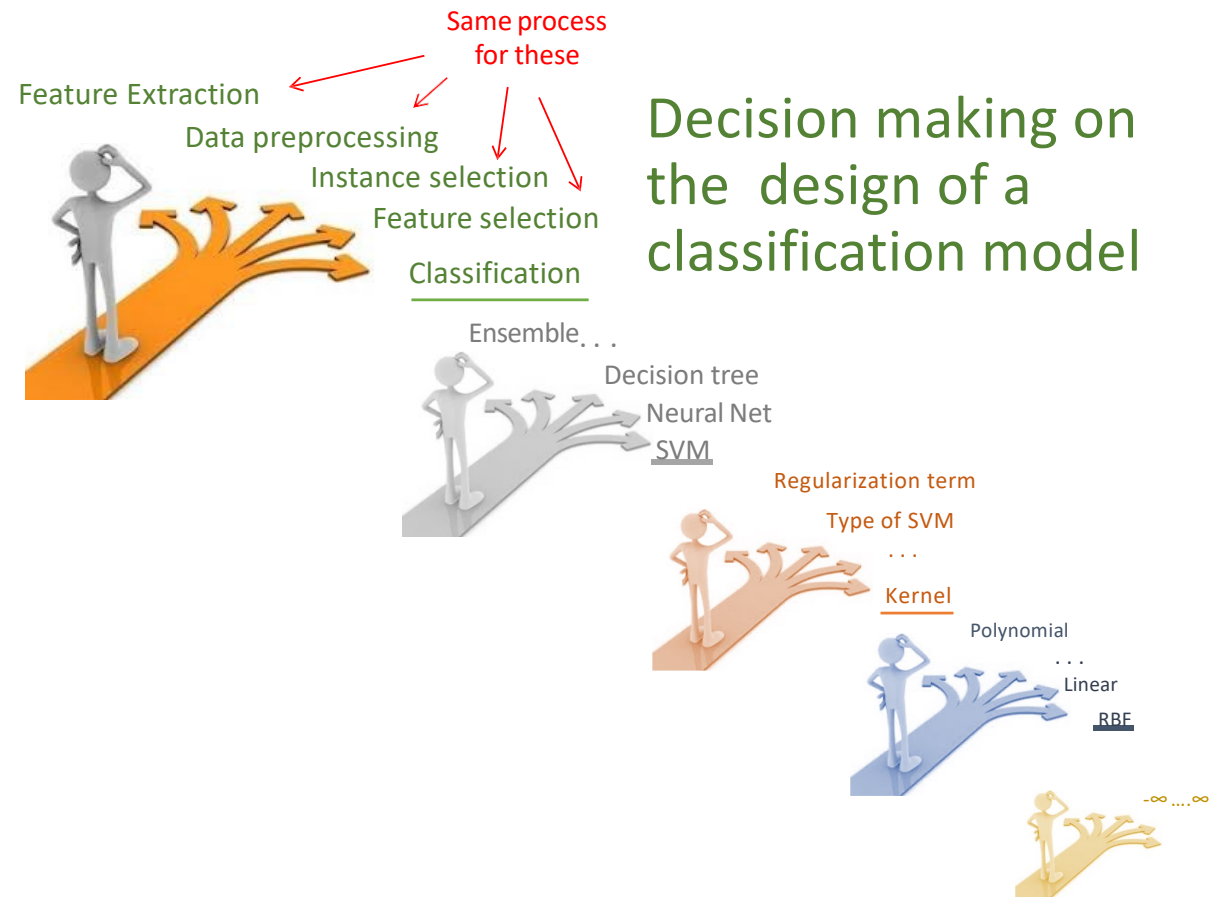 Same process
for these
Feature Extraction
Data preprocessing
Instance selection
Feature selection
Classification
Decision making on
the design of a
classification model
Ensemble. . .
Decision tree
Neural Net
SVM
Regularization term
Type of SVM
. . .
Kernel
Polynomial
. . .
Linear
RBF
-∞ ....∞